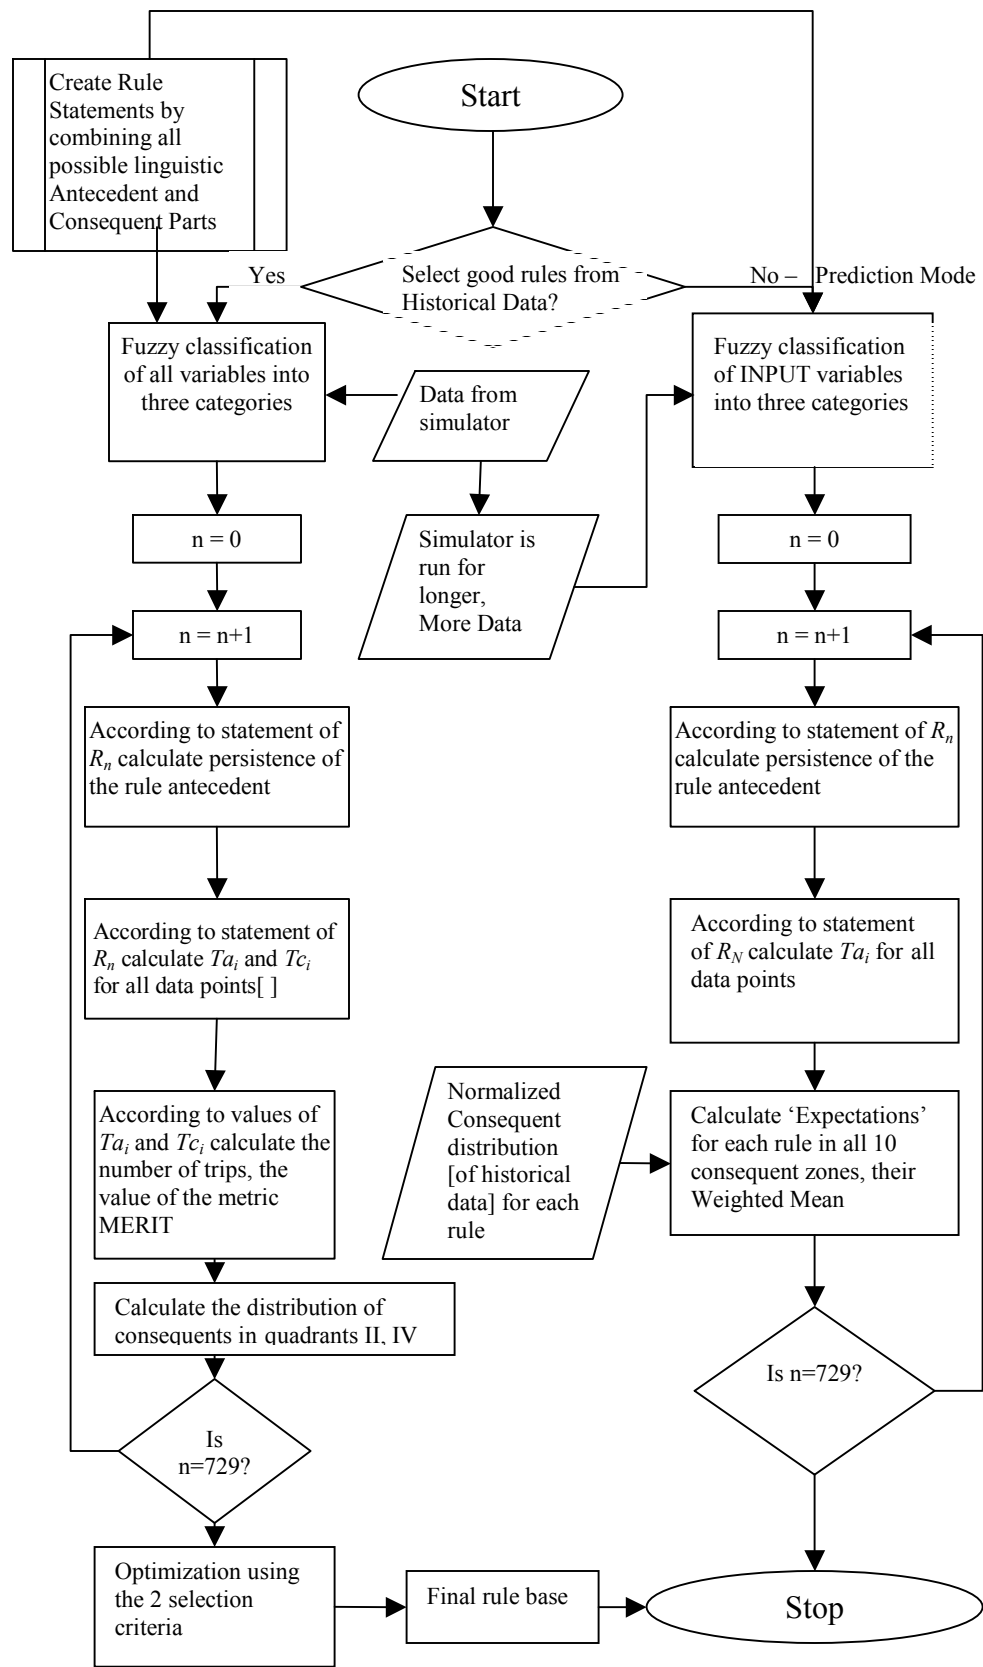 Create Rule
Statements by
combining all
possible linguistic
Antecedent and
Consequent Parts
Start
Select good rules from
Historical Data?
Yes
No – Prediction Mode
Fuzzy classification
of all variables into
three categories
Data from
simulator
Fuzzy classification
of INPUT variables
into three categories
n = 0
Simulator is
run for
longer,
More Data
n = 0
n = n+1
n = n+1
According to statement of
Rn calculate persistence of
the rule antecedent
According to statement of Rn
calculate persistence of the
rule antecedent
According to statement of
Rn calculate Tai and Tci
for all data points[ ]
According to statement
of RN calculate Tai for all
data points
According to values of
Tai and Tci calculate the
number of trips, the
value of the metric
MERIT
Normalized
Consequent
distribution
[of historical
data] for each
rule
Calculate ‘Expectations’
for each rule in all 10
consequent zones, their
Weighted Mean
Calculate the distribution of
consequents in quadrants II, IV
Is n=729?
Is
n=729?
Optimization using
the 2 selection
criteria
Final rule base
Stop